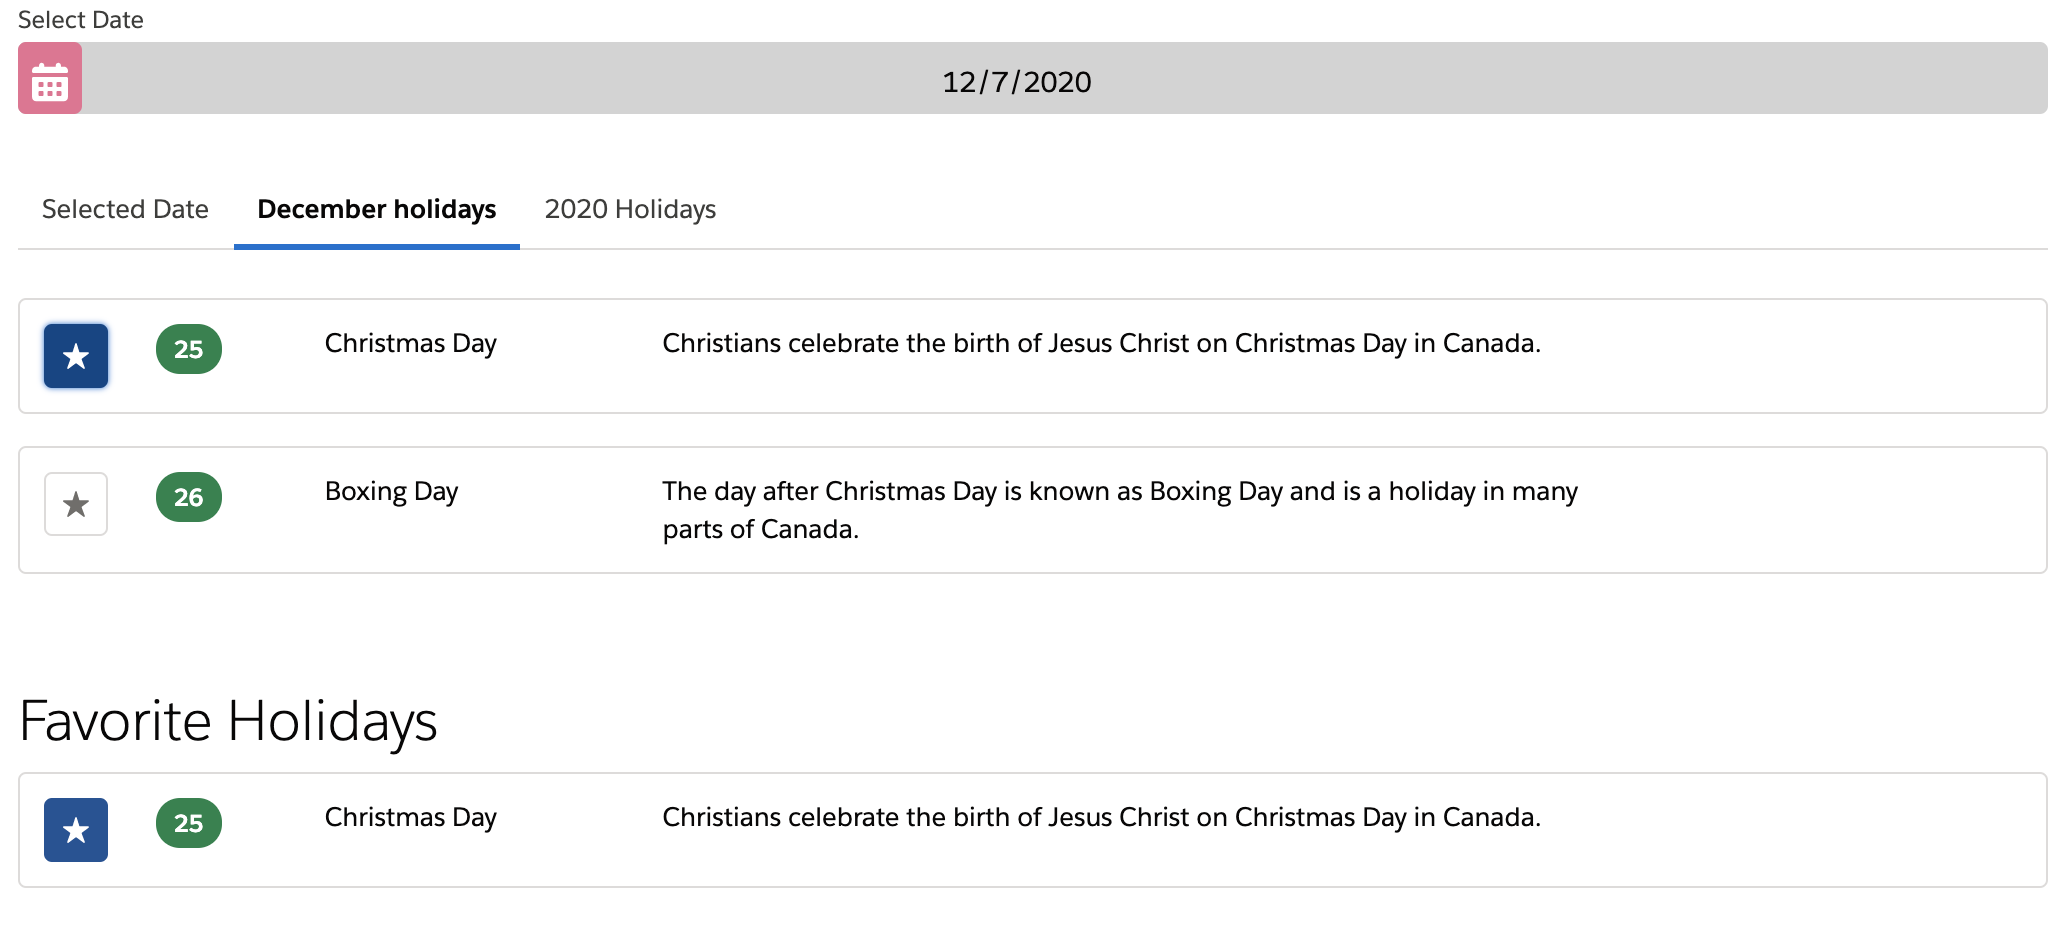 Select Date
12/7/2020
Selected Date December holidays 2020 Holidays
25 Christmas Day Christians celebrate the birth of Jesus Christ on Christmas Day in Canada.
26 Boxing Day The day after Christmas Day is known as Boxing Day and is a holiday in many
parts of Canada.
Favorite Holidays
25 Christmas Day Christians celebrate the birth of Jesus Christ on Christmas Day in Canada.